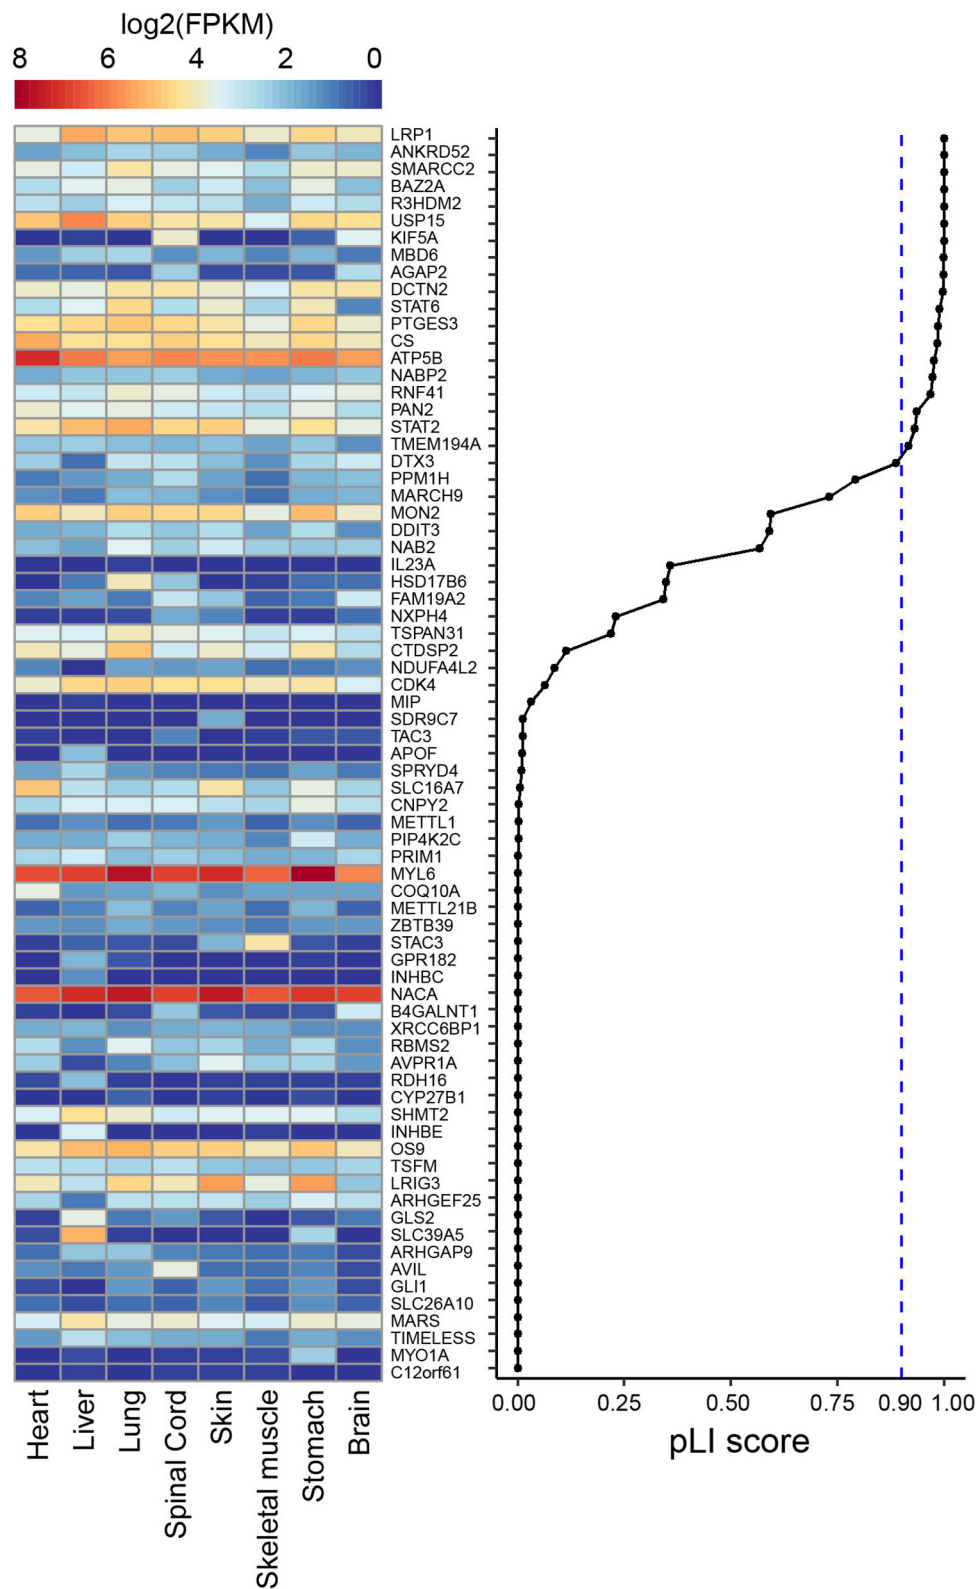 log2(FPKM)
8 6 4 2 0
LRP1
ANKRD52
SMARCC2
BAZ2A
R3HDM2
USP15
KIF5A
MBD6
AGAP2
DCTN2
STAT6
PTGES3
CS
ATP5B
NABP2
RNF41
PAN2
STAT2
TMEM194A
DTX3
PPM1H
MARCH9
MON2
DDIT3
NAB2
IL23A
HSD17B6
FAM19A2
NXPH4
TSPAN31
CTDSP2
NDUFA4L2
CDK4
MIP
SDR9C7
TAC3
APOF
SPRYD4
SLC16A7
CNPY2
METTL1
PIP4K2C
PRIM1
MYL6
COQ10A
METTL21B
ZBTB39
STAC3
GPR182
INHBC
NACA
B4GALNT1
XRCC6BP1
RBMS2
AVPR1A
RDH16
CYP27B1
SHMT2
INHBE
OS9
TSFM
LRIG3
ARHGEF25
GLS2
SLC39A5
ARHGAP9
AVIL
GLI1
SLC26A10
MARS
TIMELESS
MYO1A
C12orf61
Heart
Liver
Lung
Spinal Cord
Skin
Skeletal muscle
Stomach
Brain
0.00 0.25 0.50 0.75 0.90 1.00
pLI score